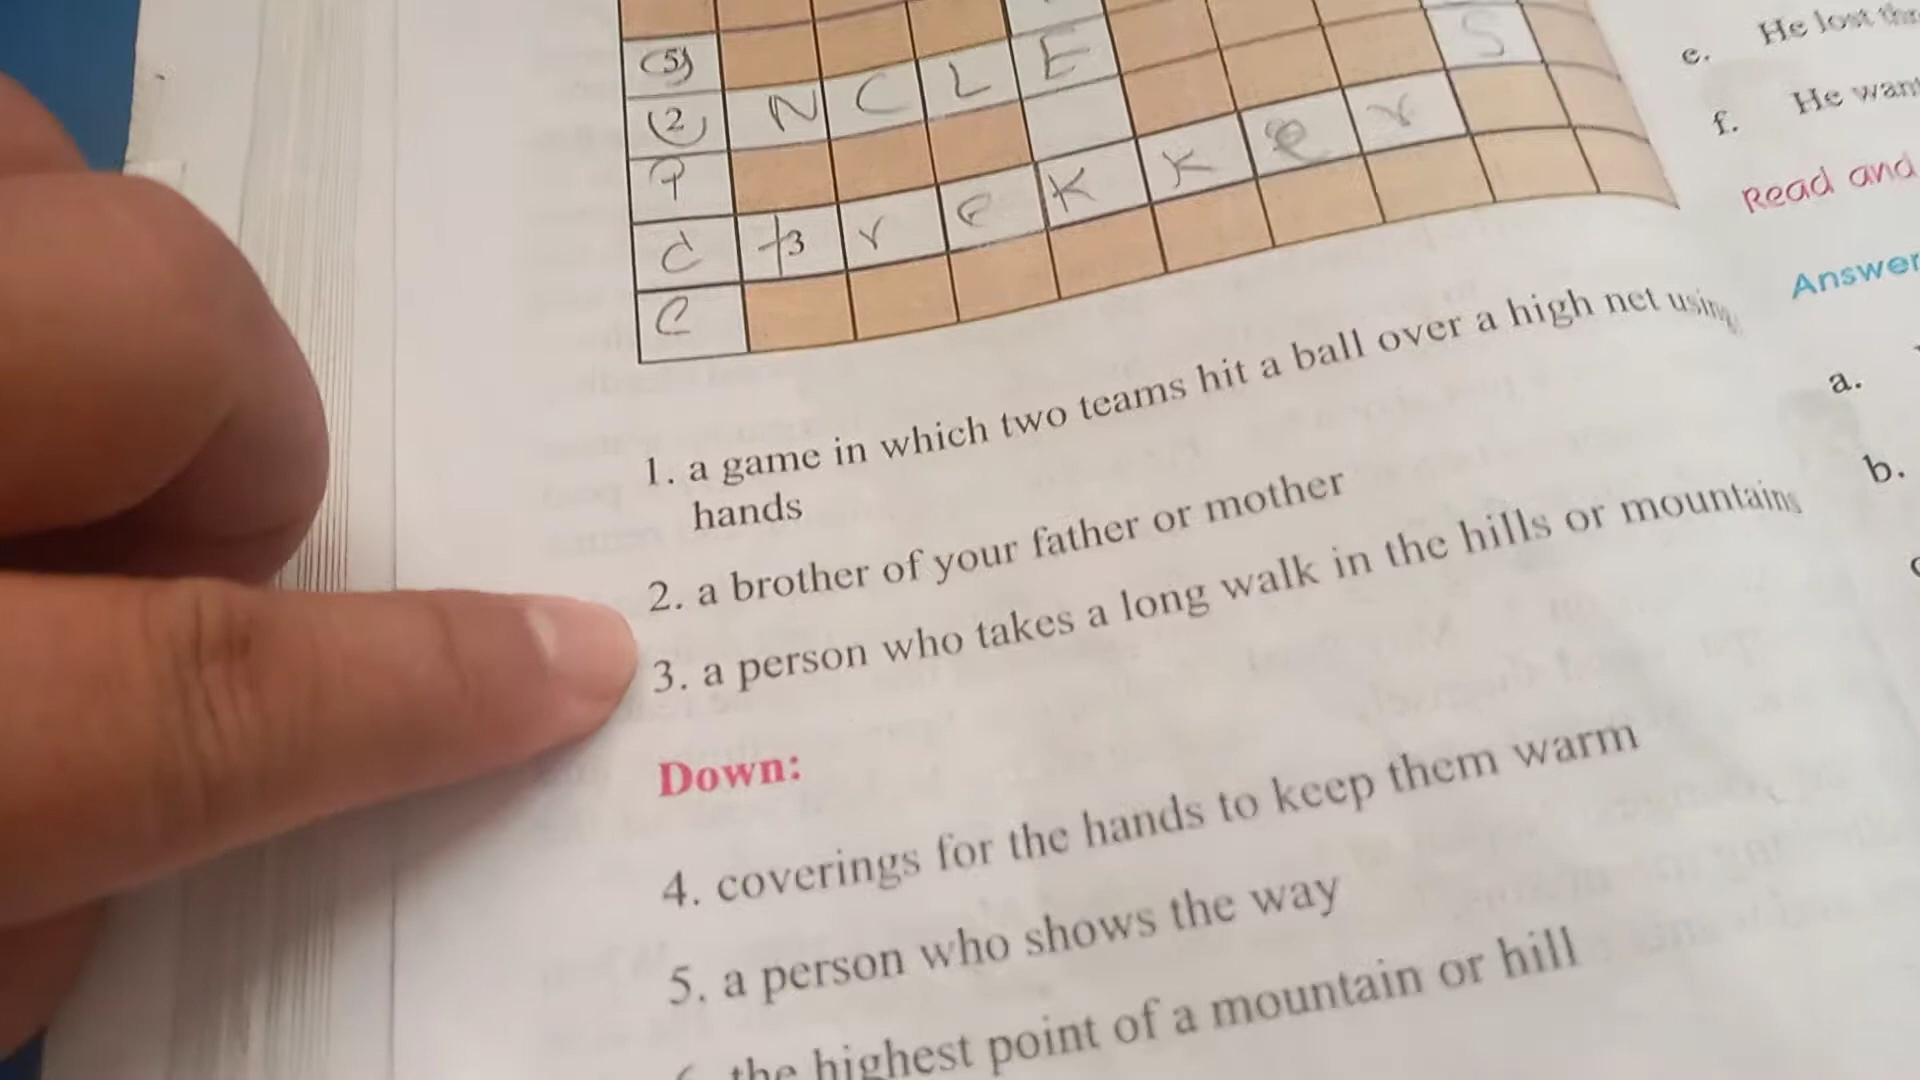 (5)
E
S
(2) N C L
d t3 r e K K e r
e
1. a game in which two teams hit a ball over a high net using
hands
2. a brother of your father or mother
3. a person who takes a long walk in the hills or mountains
Down:
4. coverings for the hands to keep them warm
5. a person who shows the way
the highest point of a mountain or hill
e. He lost
f. He
Read and
Answer
a.
b.